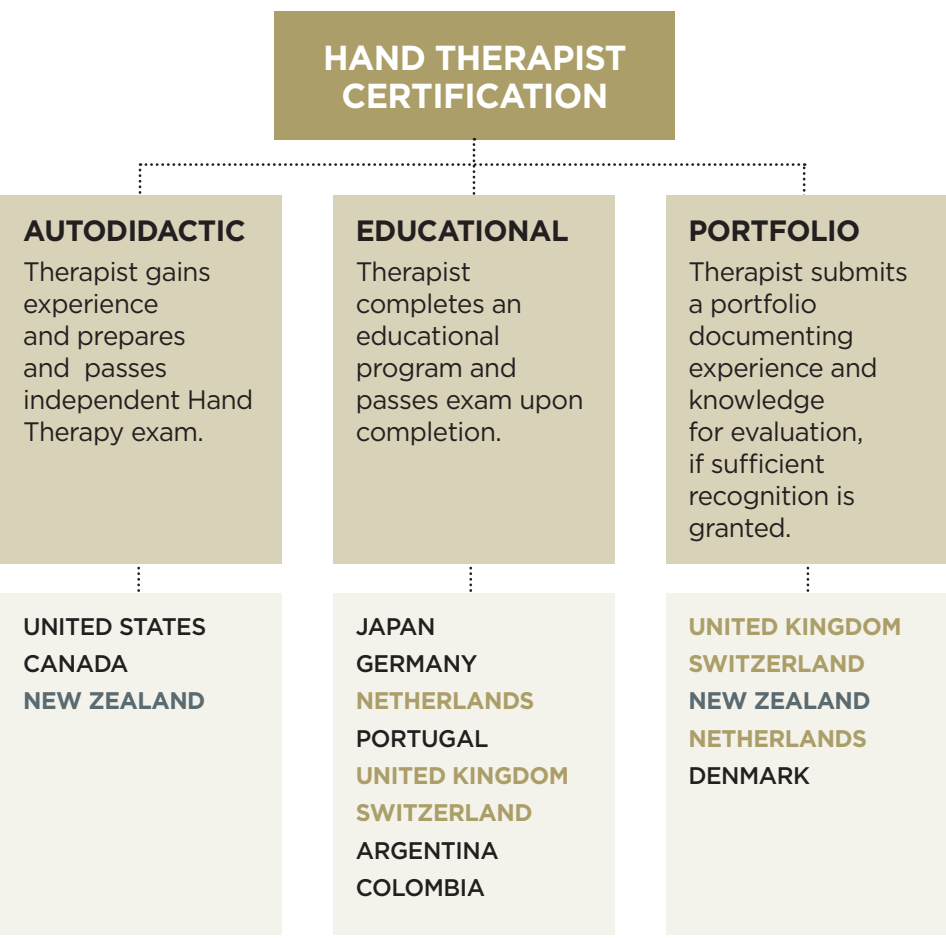 HAND THERAPIST
CERTIFICATION
AUTODIDACTIC
Therapist gains
experience
and prepares
and  passes
independent Hand
Therapy exam.
EDUCATIONAL
Therapist
completes an
educational
program and
passes exam upon
completion.
PORTFOLIO
Therapist submits
a portfolio
documenting
experience and
knowledge
for evaluation,
if sufficient
recognition is
granted.
UNITED STATES
CANADA
NEW ZEALAND
JAPAN
GERMANY
NETHERLANDS
PORTUGAL
UNITED KINGDOM
SWITZERLAND
ARGENTINA
COLOMBIA
UNITED KINGDOM
SWITZERLAND
NEW ZEALAND
NETHERLANDS
DENMARK